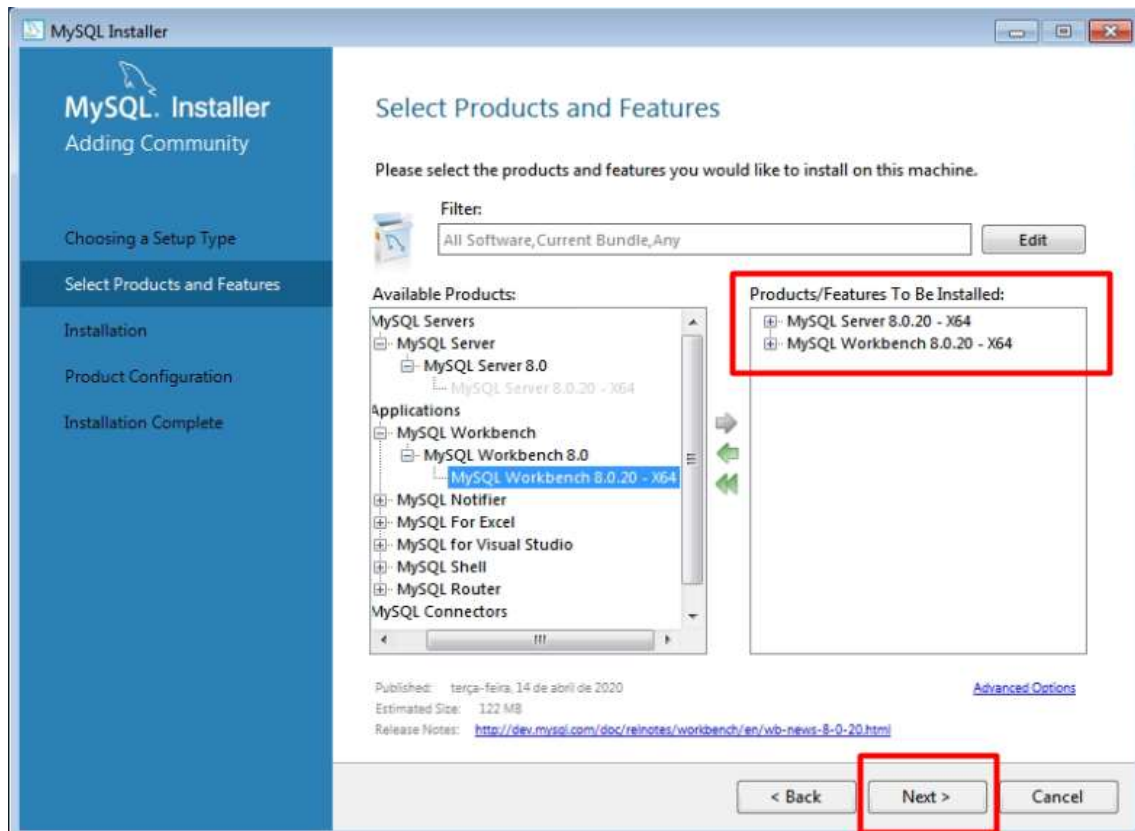 MySQL Installer
MySQL. Installer
Adding Community
Choosing a Setup Type
Select Products and Features
Installation
Product Configuration
Installation Complete
Select Products and Features
Please select the products and features you would like to install on this machine.
Filter:
All Software,Current Bundle,Any
Edit
Available Products:
MySQL Servers
MySQL Server
MySQL Server 8.0
MySQL Server 8.0.20 - X64
Applications
MySQL Workbench
MySQL Workbench 8.0
MySQL Workbench 8.0.20 - X64
MySQL Notifier
MySQL For Excel
MySQL for Visual Studio
MySQL Shell
MySQL Router
MySQL Connectors
Products/Features To Be Installed:
MySQL Server 8.0.20 - X64
MySQL Workbench 8.0.20 - X64
Published: terça-feira, 14 de abril de 2020
Advanced Options
Estimated Size: 122 MB
Release Notes: http://dev.mysql.com/doc/relnotes/workbench/en/wb-news-8-0-20.html
< Back
Next >
Cancel